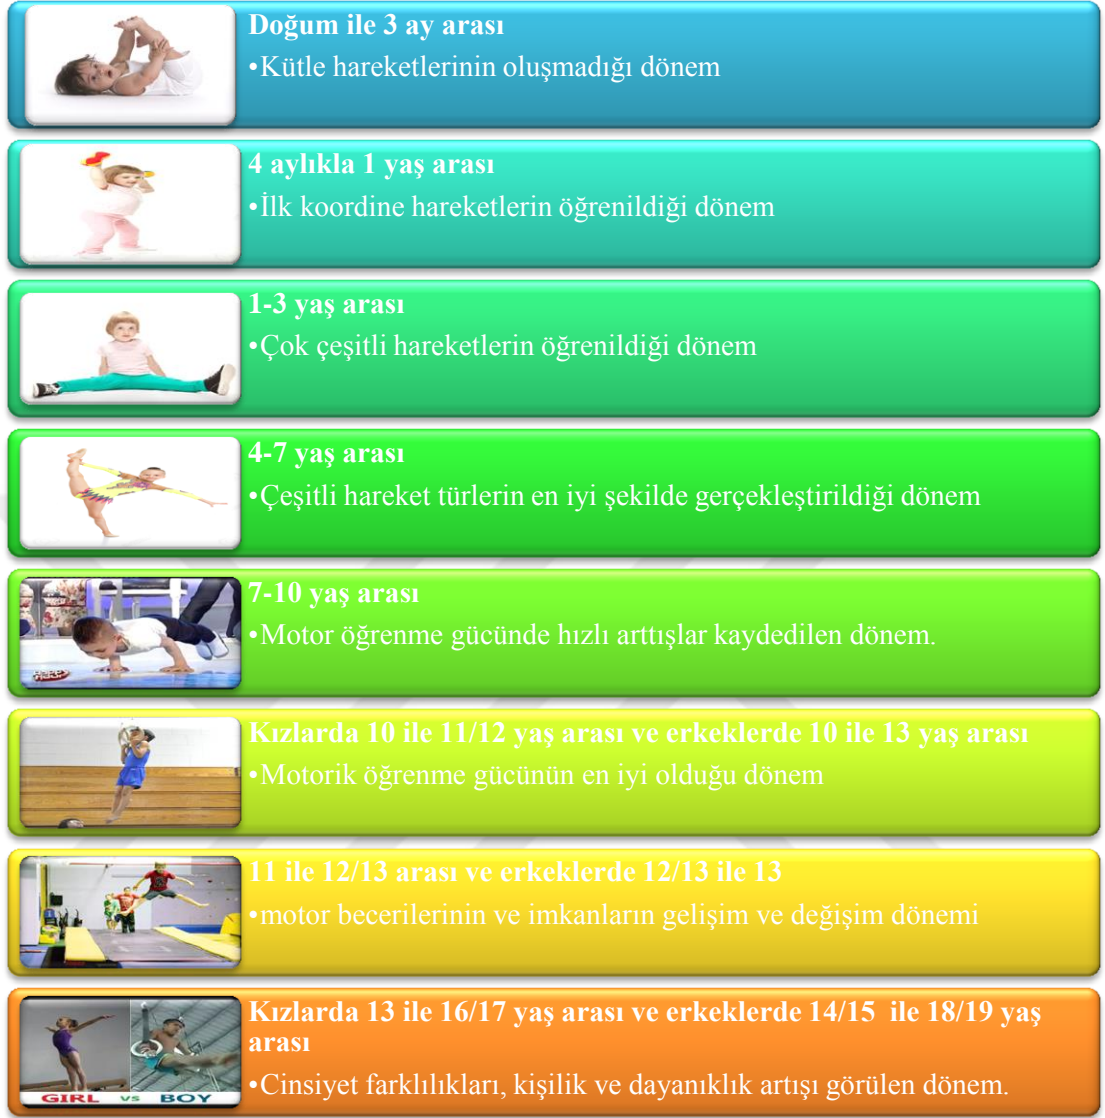 Doğum ile 3 ay arası
•Kütle hareketlerinin oluşmadığı dönem
4 aylıkla 1 yaş arası
•İlk koordine hareketlerin öğrenildiği dönem
1-3 yaş arası
•Çok çeşitli hareketlerin öğrenildiği dönem
4-7 yaş arası
•Çeşitli hareket türlerin en iyi şekilde gerçekleştirildiği dönem
7-10 yaş arası
•Motor öğrenme gücünde hızlı arttışlar kaydedilen dönem.
Kızlarda 10 ile 11/12 yaş arası ve erkeklerde 10 ile 13 yaş arası
•Motorik öğrenme gücünün en iyi olduğu dönem
11 ile 12/13 arası ve erkeklerde 12/13 ile 13
•motor becerilerinin ve imkanların gelişim ve değişim dönemi
Kızlarda 13 ile 16/17 yaş arası ve erkeklerde 14/15 ile 18/19 yaş
arası
•Cinsiyet farklılıkları, kişilik ve dayanıklık artışı görülen dönem.
GIRL vs BOY